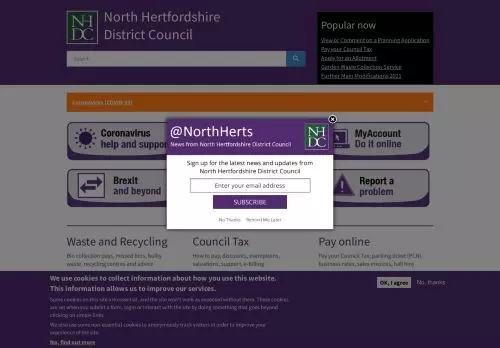 NH
DC
North Hertfordshire
District Council
Search
Popular now
View or Comment on a Planning Application
Pay your Council Tax
Apply for an Allotment
Garden Waste Collection Service
Further Main Modifications 2021
Coronavirus (COVID-19)
Coronavirus
help and support
MyAccount
Do it online
Brexit
and beyond
Report a
problem
@NorthHerts
News from North Hertfordshire District Council
NH
DC
Sign up for the latest news and updates from
North Hertfordshire District Council
Enter your email address
SUBSCRIBE
No Thanks
Remind Me Later
Waste and Recycling
Bin collection days, missed bins, bulky
waste, recycling centres and advice
Council Tax
How to pay, discounts, exemptions,
valuations, support, e-billing
Pay online
Pay your Council Tax, parking ticket (PCN),
business rates, sales invoices, hall hire
We use cookies to collect information about how you use this website.
This information allows us to improve our services.
Some cookies on this site are essential, and the site won't work as expected without them. These cookies
are set when you submit a form, login or interact with the site by doing something that goes beyond
clicking on simple links.
We also use some non-essential cookies to anonymously track visitors in order to improve your
experience of the site.
No, find out more
OK, I agree
No, thanks